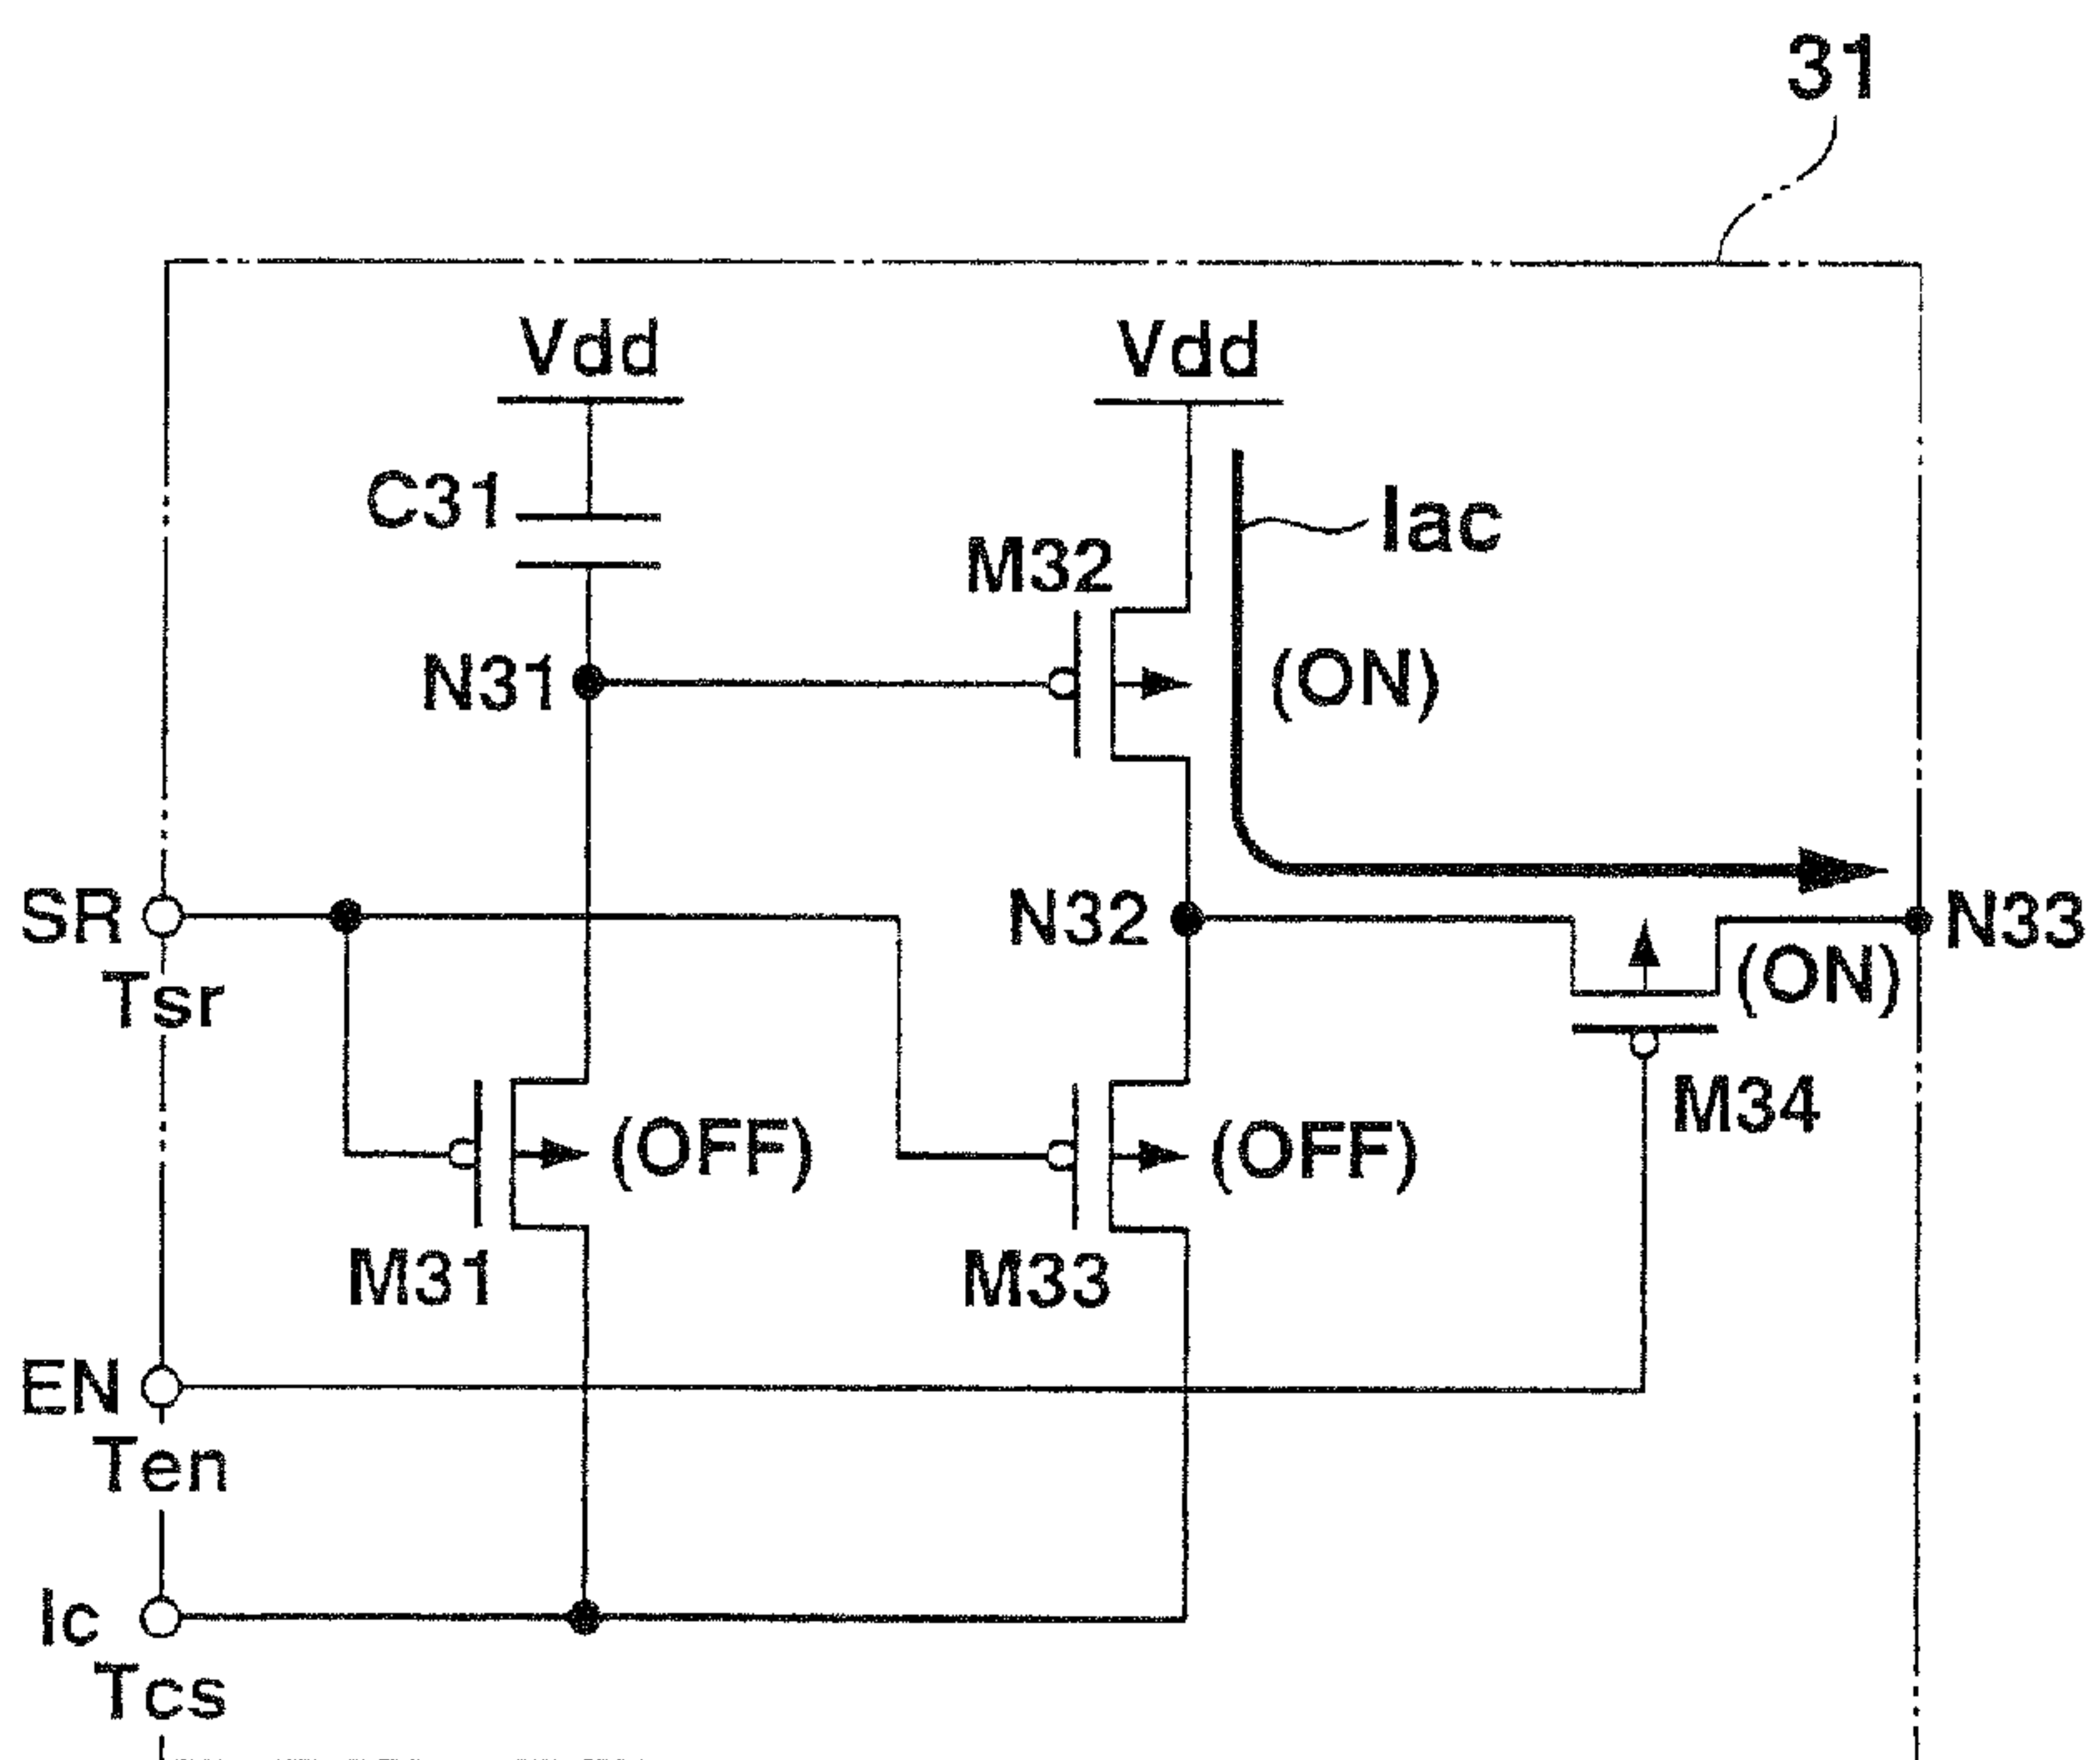 31
Vdd
Vdd
C31
Iac
M32
N31
(ON)
SR
N32
N33
Tsr
(ON)
M34
(OFF)
(OFF)
M31
M33
EN
Ten
Ic
Tcs